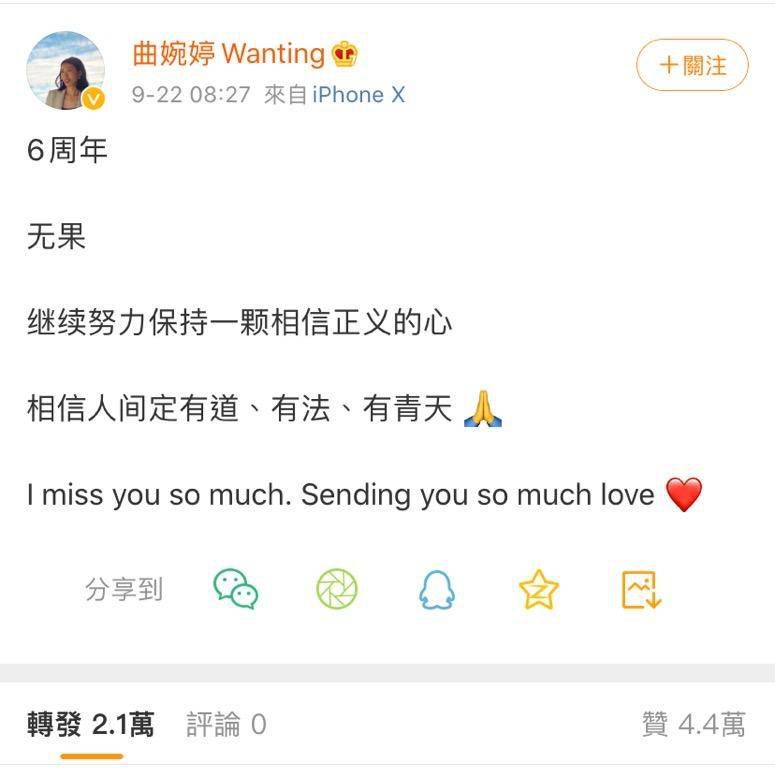 曲婉婷 Wanting
9-22 08:27 來自 iPhone X
＋關注
6周年
无果
继续努力保持一颗相信正义的心
相信人间定有道、有法、有青天 🙏
I miss you so much. Sending you so much love ❤️
分享到
轉發 2.1萬 評論 0 贊 4.4萬